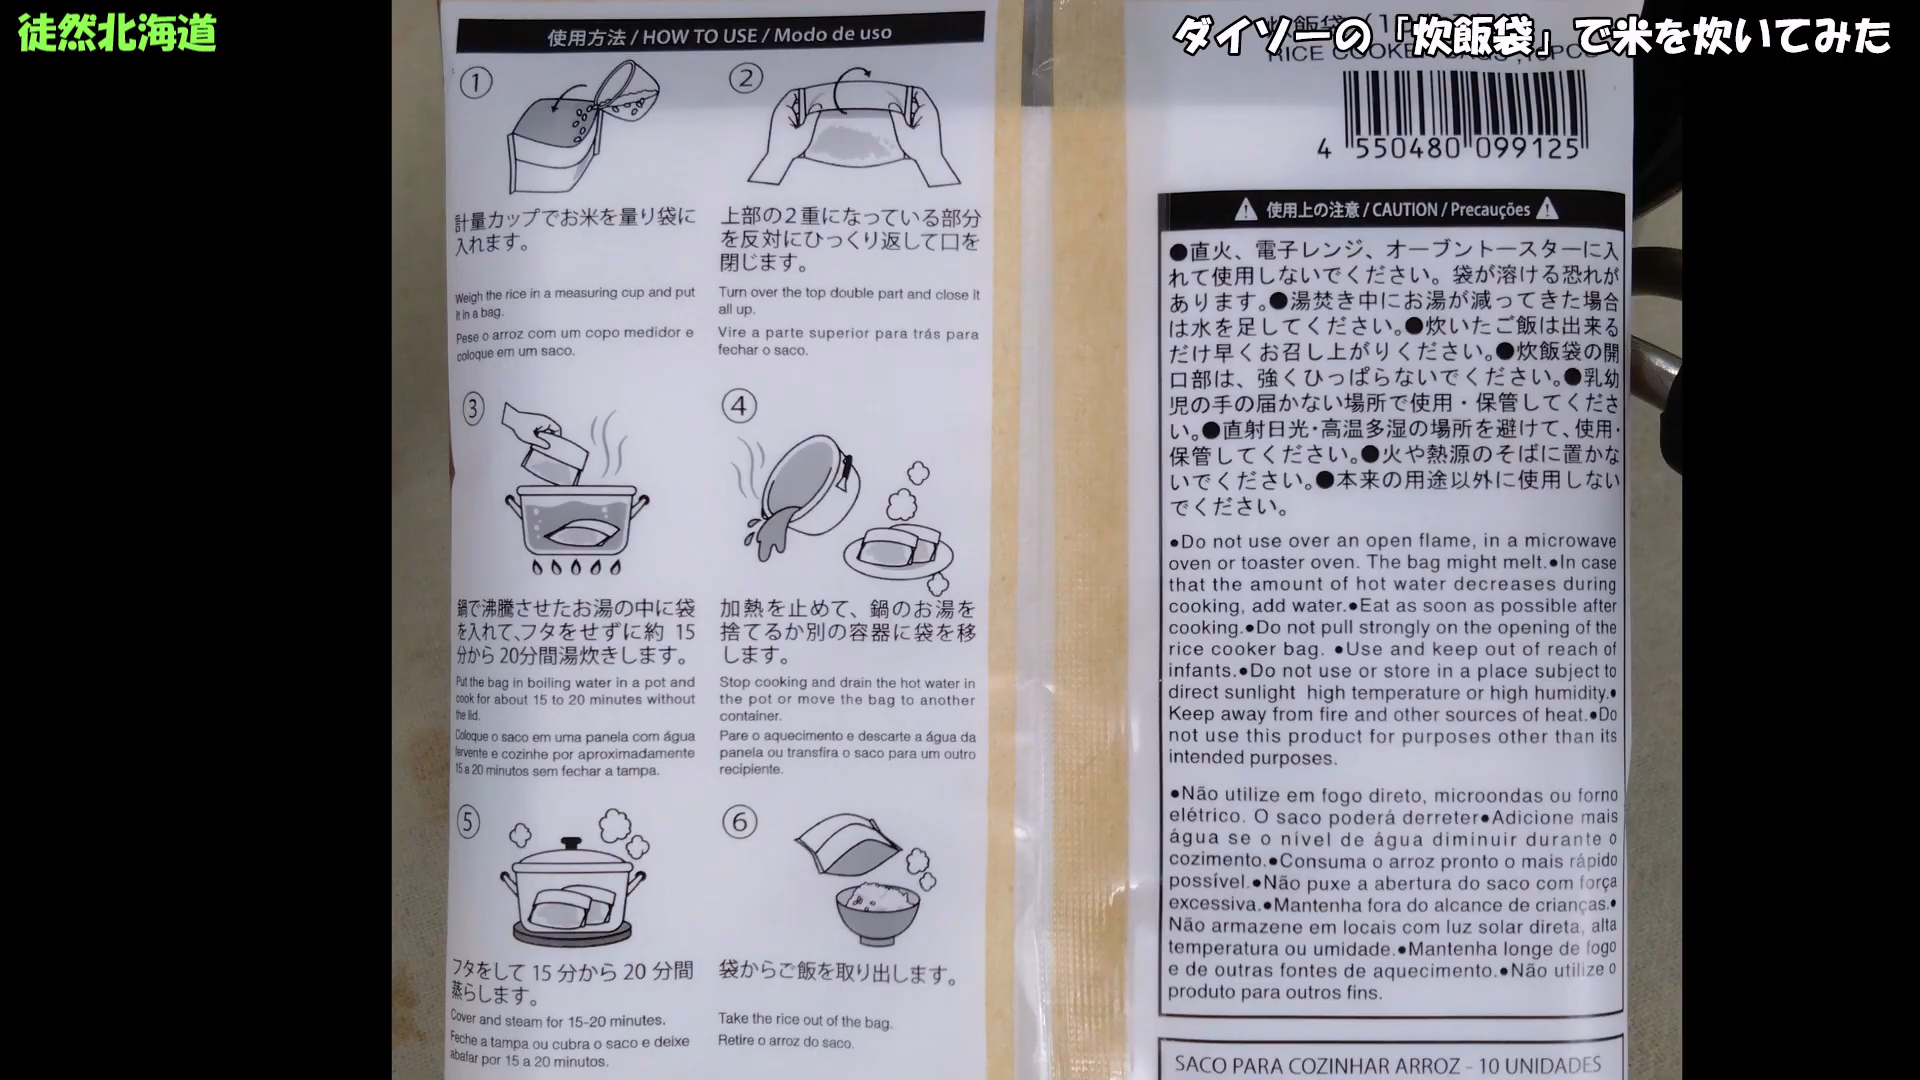 徒然北海道
ダイソーの「炊飯袋」で米を炊いてみた
使用方法 / HOW TO USE / Modo de uso
①
計量カップでお米を量り袋に
入れます。
Weigh the rice in a measuring cup and put
it in a bag.
Pese o arroz com um copo medidor e
coloque em um saco.
②
上部の２重になっている部分
を反対にひっくり返して口を
閉じます。
Turn over the top double part and close it
all up.
Vire a parte superior para trás para
fechar o saco.
③
鍋で沸騰させたお湯の中に袋
を入れて、フタをせずに約 15
分から 20分間湯炊きします。
Put the bag in boiling water in a pot and
cook for about 15 to 20 minutes without
the lid.
Coloque o saco em uma panela com água
fervente e cozinhe por aproximadamente
15 a 20 minutos sem fechar a tampa.
④
加熱を止めて、鍋のお湯を
捨てるか別の容器に袋を移
します。
Stop cooking and drain the hot water in
the pot or move the bag to another
container.
Pare o aquecimento e descarte a água da
panela ou transfira o saco para um outro
recipiente.
⑤
フタをして 15 分から 20 分間
蒸らします。
Cover and steam for 15-20 minutes.
Feche a tampa ou cubra o saco e deixe
abafar por 15 a 20 minutos.
⑥
袋からご飯を取り出します。
Take the rice out of the bag.
Retire o arroz do saco.
4 550480 099125
使用上の注意 / CAUTION / Precauções
●直火、電子レンジ、オーブントースターに入
れて使用しないでください。袋が溶ける恐れが
あります。●湯焚き中にお湯が減ってきた場合
は水を足してください。●炊いたご飯は出来る
だけ早くお召し上がりください。●炊飯袋の開
口部は、強くひっぱらないでください。●乳幼
児の手の届かない場所で使用・保管してくださ
い。●直射日光・高温多湿の場所を避けて、使用・
保管してください。●火や熱源のそばに置かな
いでください。●本来の用途以外に使用しない
でください。
●Do not use over an open flame, in a microwave
oven or toaster oven. The bag might melt.●In case
that the amount of hot water decreases during
cooking, add water.●Eat as soon as possible after
cooking.●Do not pull strongly on the opening of the
rice cooker bag. ●Use and keep out of reach of
infants.●Do not use or store in a place subject to
direct sunlight high temperature or high humidity.●
Keep away from fire and other sources of heat.●Do
not use this product for purposes other than its
intended purposes.
●Não utilize em fogo direto, microondas ou forno
elétrico. O saco poderá derreter●Adicione mais
água se o nível de água diminuir durante o
cozimento.●Consuma o arroz pronto o mais rápido
possível.●Não puxe a abertura do saco com força
excessiva.●Mantenha fora do alcance de crianças.●
Não armazene em locais com luz solar direta, alta
temperatura ou umidade.●Mantenha longe de fogo
e de outras fontes de aquecimento.●Não utilize o
produto para outros fins.
SACO PARA COZINHAR ARROZ - 10 UNIDADES